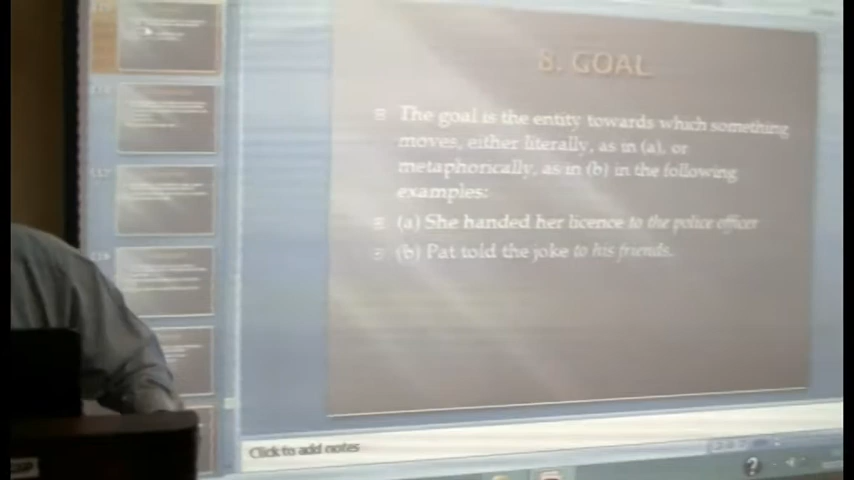 8. GOAL
The goal is the entity towards which something
moves, either literally, as in (a), or
metaphorically, as in (b) in the following
examples:
(a) She handed her licence to the police officer
(b) Pat told the joke to his friends.
Click to add notes
?